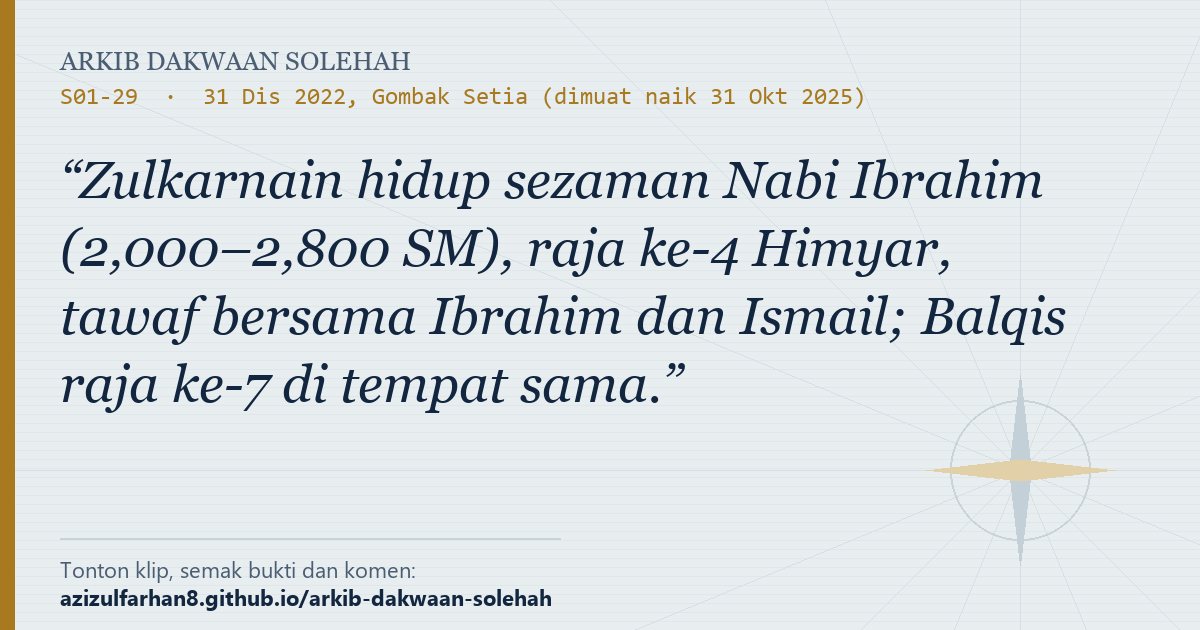 ARKIB DAKWAAN SOLEHAH
S01-29 · 31 Dis 2022, Gombak Setia (dimuat naik 31 Okt 2025)
“Zulkarnain hidup sezaman Nabi Ibrahim
(2,000–2,800 SM), raja ke-4 Himyar,
tawaf bersama Ibrahim dan Ismail; Balqis
raja ke-7 di tempat sama.”
Tonton klip, semak bukti dan komen:
azizulfarhan8.github.io/arkib-dakwaan-solehah